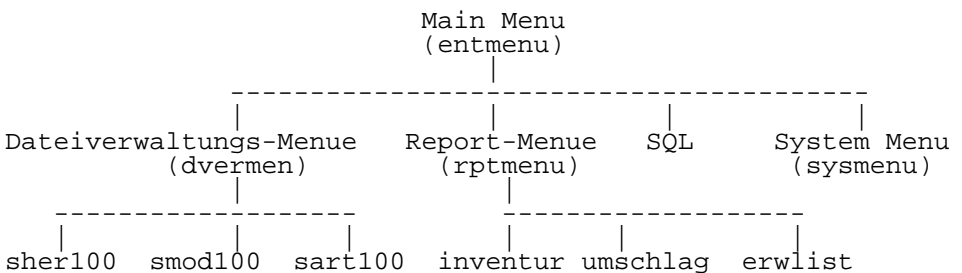 Main Menu
(entmenu)
Dateiverwaltungs-Menue Report-Menue SQL System Menu
(dvermen) (rptmenu) (sysmenu)
sher100 smod100 sart100 inventur umschlag erwlist